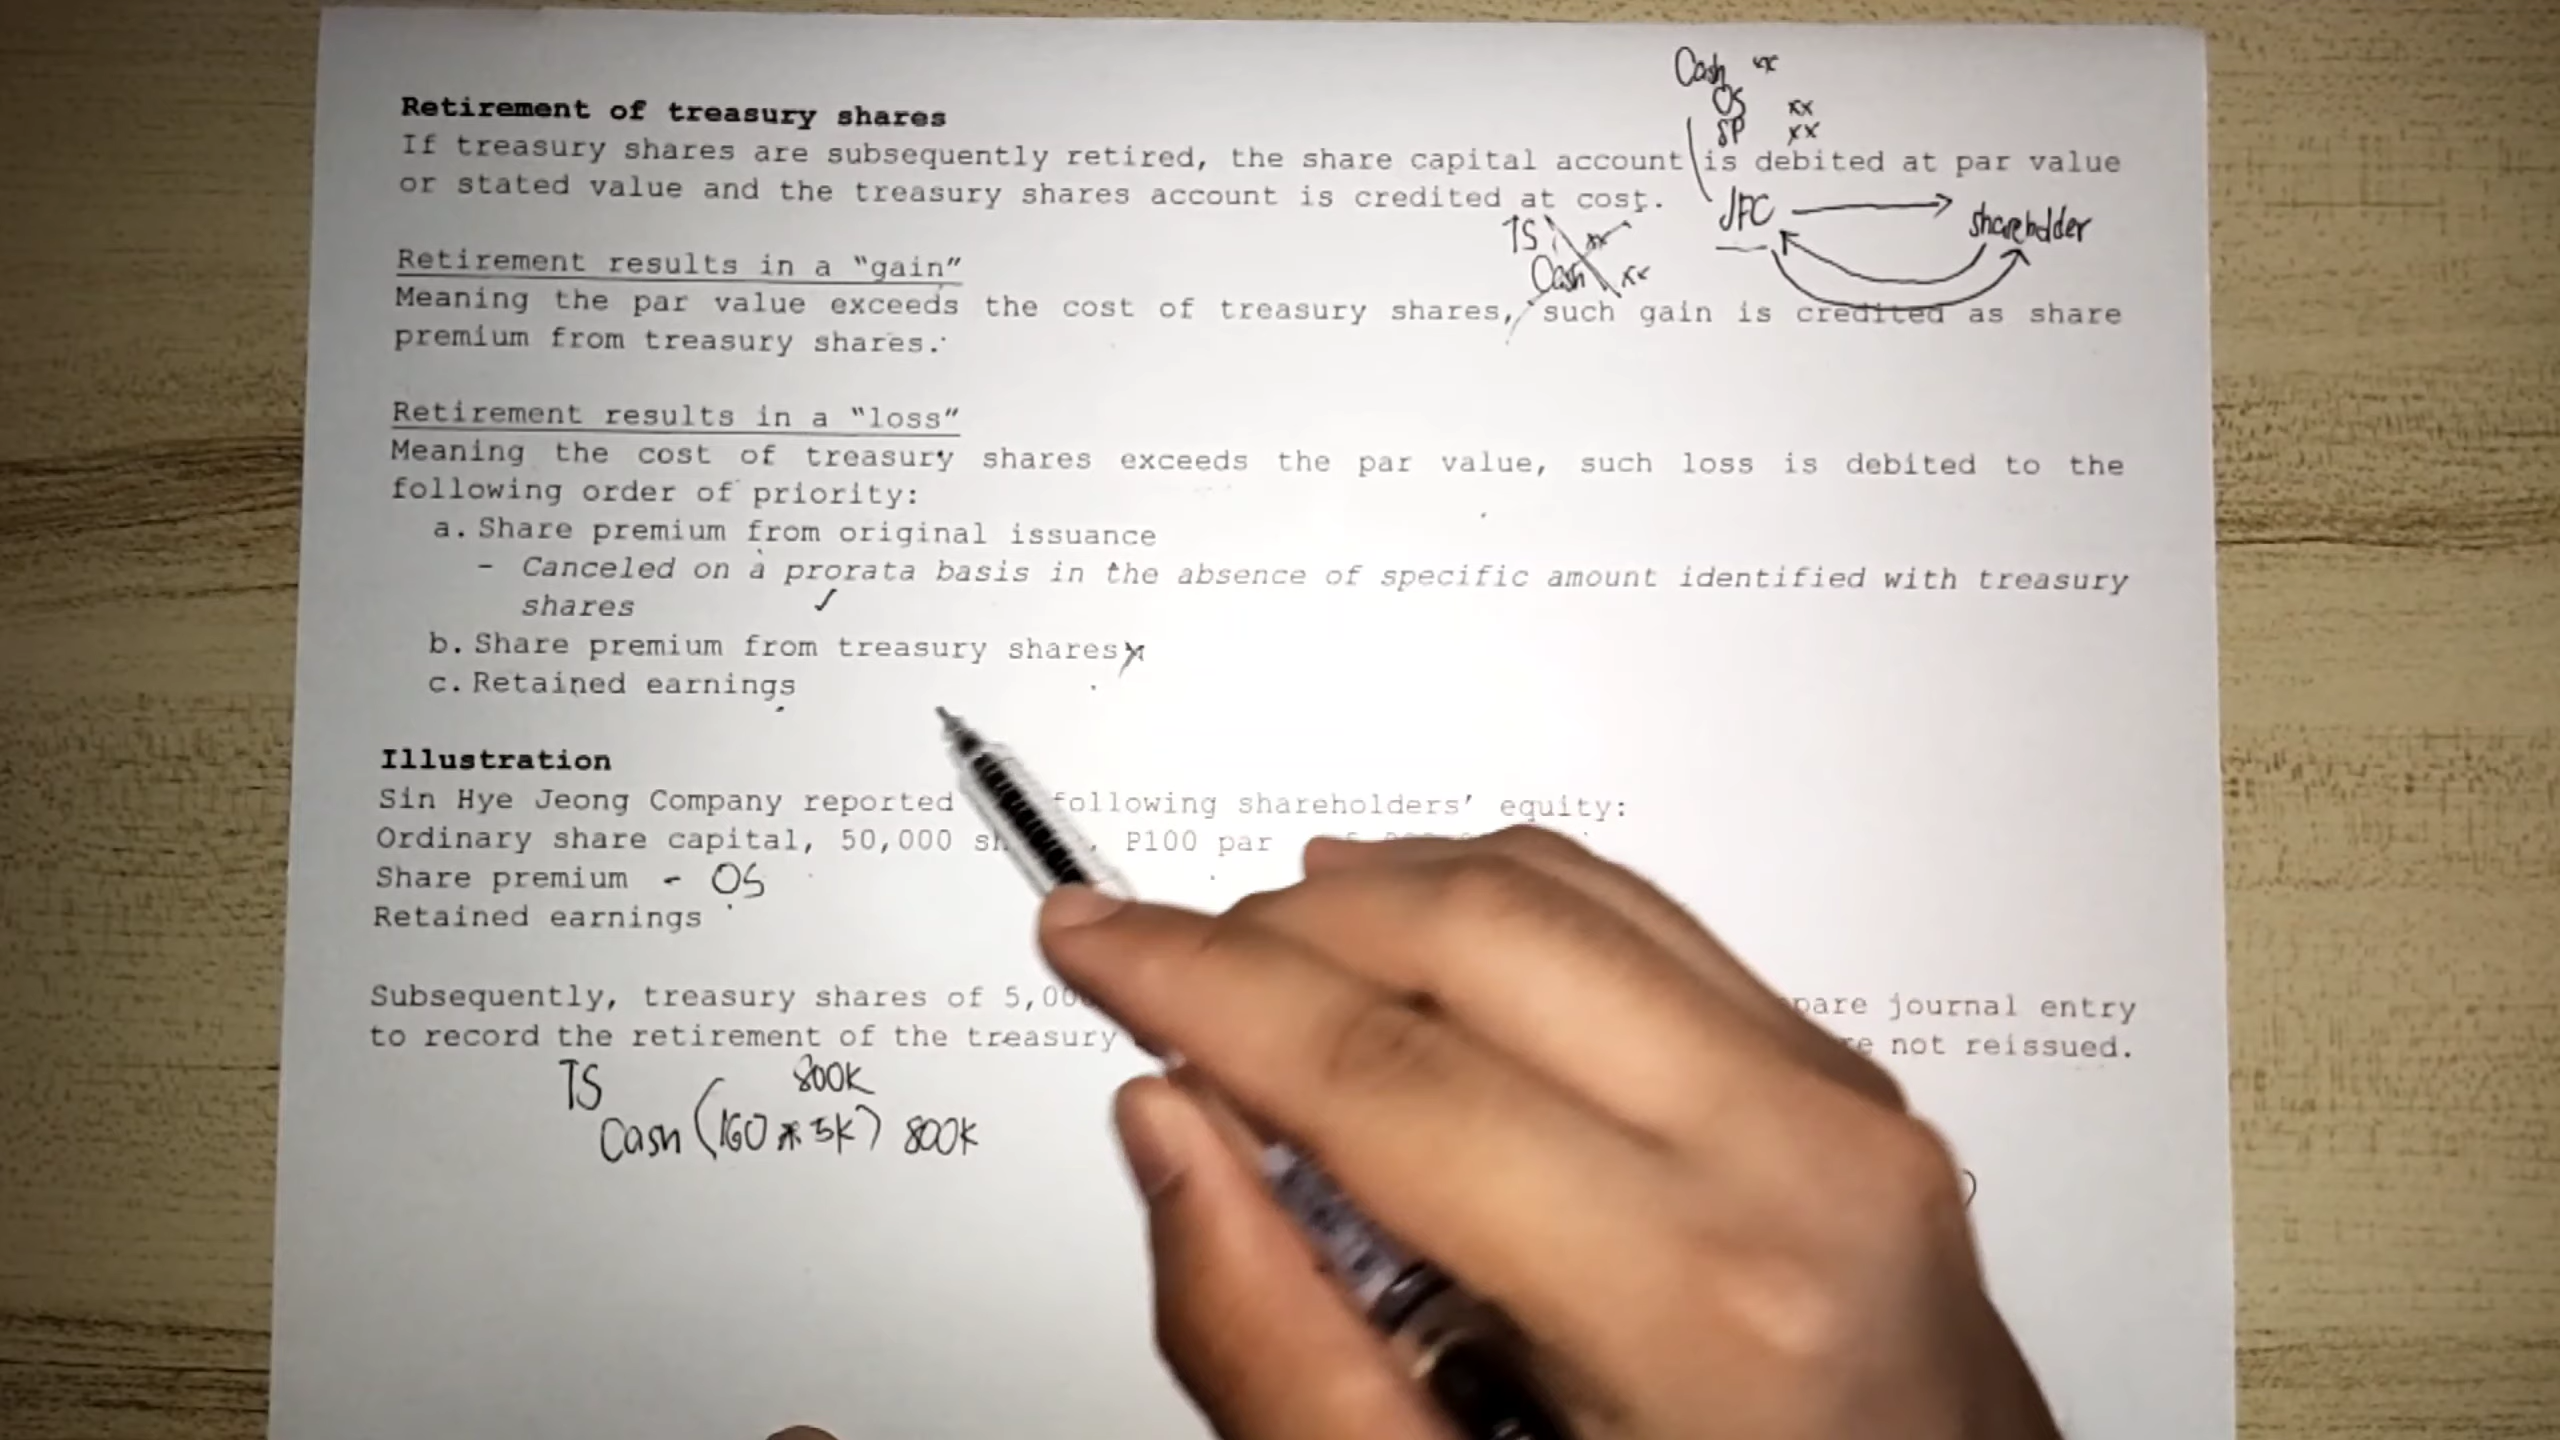 Cash xx
OS xx
SP xx
Retirement of treasury shares
If treasury shares are subsequently retired, the share capital account is debited at par value
or stated value and the treasury shares account is credited at cost.
JPC shareholder
TS xx
Cash xx
Retirement results in a “gain”
Meaning the par value exceeds the cost of treasury shares, such gain is credited as share
premium from treasury shares.
Retirement results in a “loss”
Meaning the cost of treasury shares exceeds the par value, such loss is debited to the
following order of priority:
a. Share premium from original issuance
- Canceled on a prorata basis in the absence of specific amount identified with treasury
shares
b. Share premium from treasury shares
c. Retained earnings
Illustration
Sin Hye Jeong Company reported following shareholders’ equity:
Ordinary share capital, 50,000 P100 par
Share premium - OS
Retained earnings
Subsequently, treasury shares of journal entry
to record the retirement of the treasury not reissued.
TS 800K
Cash (160 * 5K) 800K